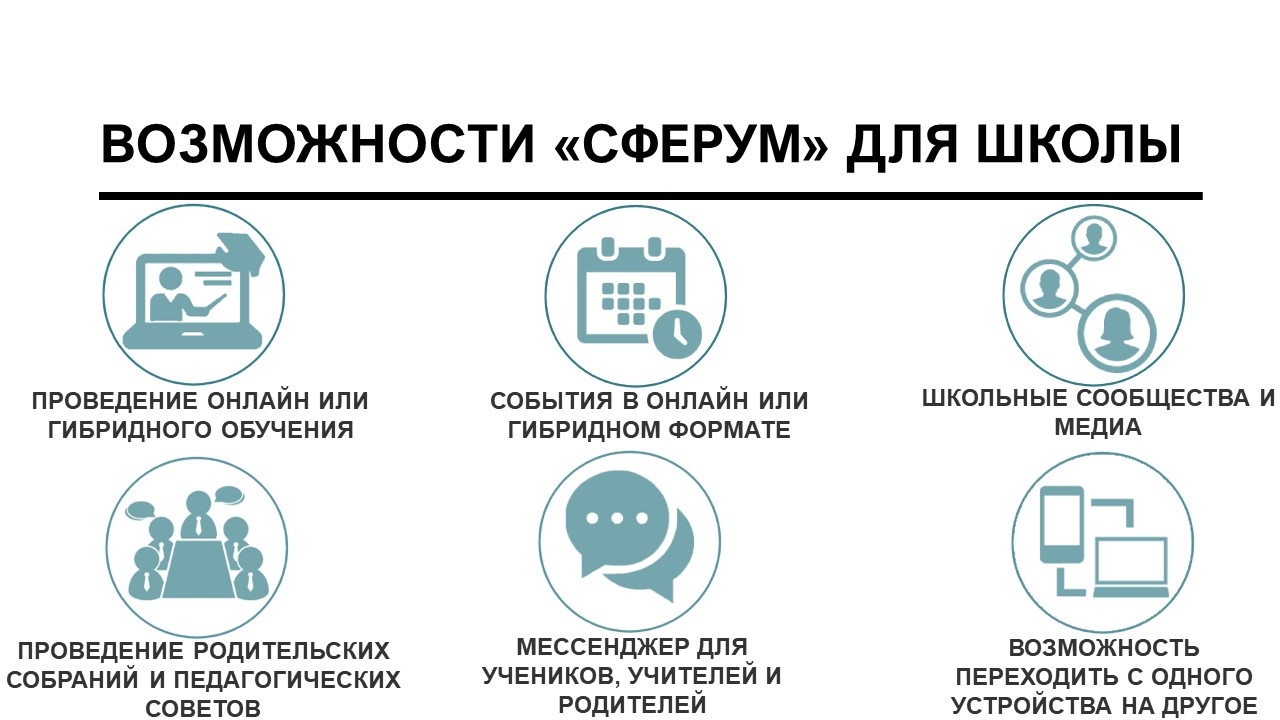 ВОЗМОЖНОСТИ «СФЕРУМ» ДЛЯ ШКОЛЫ
ПРОВЕДЕНИЕ ОНЛАЙН ИЛИ
ГИБРИДНОГО ОБУЧЕНИЯ
СОБЫТИЯ В ОНЛАЙН ИЛИ
ГИБРИДНОМ ФОРМАТЕ
ШКОЛЬНЫЕ СООБЩЕСТВА И
МЕДИА
ПРОВЕДЕНИЕ РОДИТЕЛЬСКИХ
СОБРАНИЙ И ПЕДАГОГИЧЕСКИХ
СОВЕТОВ
МЕССЕНДЖЕР ДЛЯ
УЧЕНИКОВ, УЧИТЕЛЕЙ И
РОДИТЕЛЕЙ
ВОЗМОЖНОСТЬ
ПЕРЕХОДИТЬ С ОДНОГО
УСТРОЙСТВА НА ДРУГОЕ